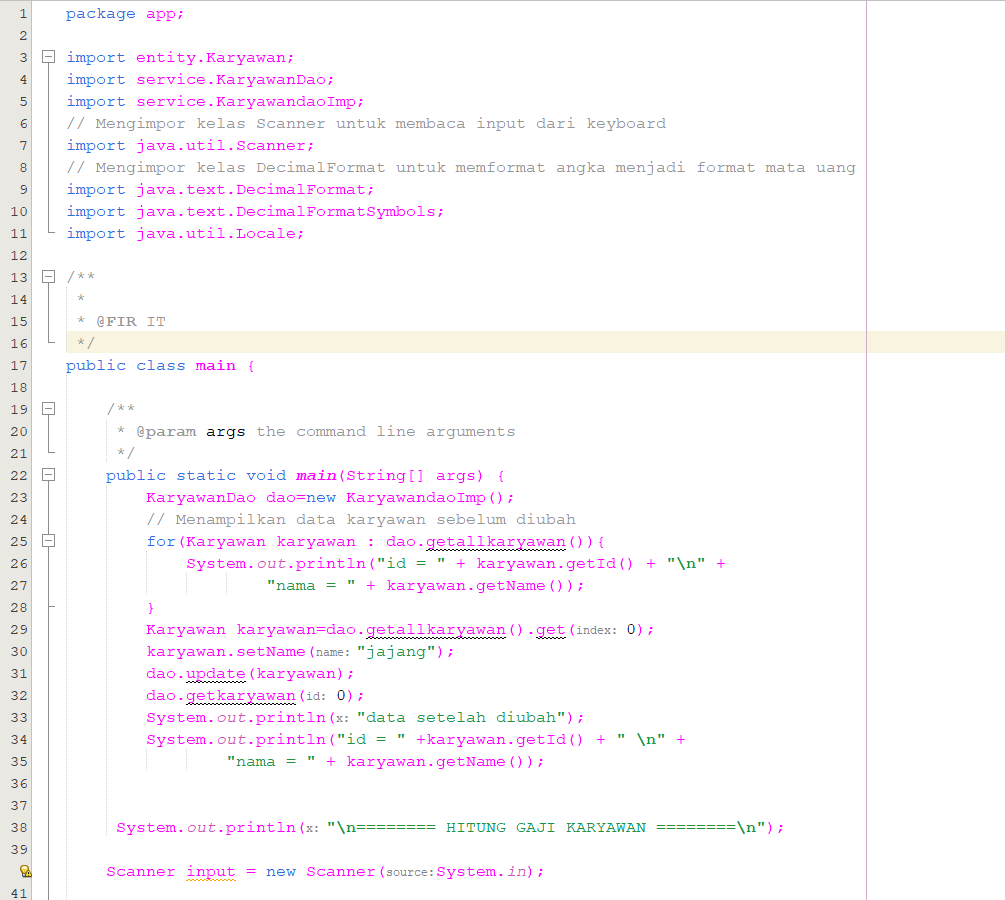 1 package app;
2
3 import entity.Karyawan;
4 import service.KaryawanDao;
5 import service.KaryawandaoImp;
6 // Mengimpor kelas Scanner untuk membaca input dari keyboard
7 import java.util.Scanner;
8 // Mengimpor kelas DecimalFormat untuk memformat angka menjadi format mata uang
9 import java.text.DecimalFormat;
10 import java.text.DecimalFormatSymbols;
11 import java.util.Locale;
12
13 /**
14 *
15 * @FIR IT
16 */
17 public class main {
18
19 /**
20 * @param args the command line arguments
21 */
22 public static void main(String[] args) {
23 KaryawanDao dao=new KaryawandaoImp();
24 // Menampilkan data karyawan sebelum diubah
25 for(Karyawan karyawan : dao.getallkaryawan()){
26 System.out.println("id = " + karyawan.getId() + "\n" +
27 "nama = " + karyawan.getName());
28 }
29 Karyawan karyawan=dao.getallkaryawan().get(index: 0);
30 karyawan.setName(name: "jajang");
31 dao.update(karyawan);
32 dao.getkaryawan(id: 0);
33 System.out.println(x: "data setelah diubah");
34 System.out.println("id = " +karyawan.getId() + " \n" +
35 "nama = " + karyawan.getName());
36
37
38 System.out.println(x: "\n======== HITUNG GAJI KARYAWAN ========\n");
39
Scanner input = new Scanner(source:System.in);
41